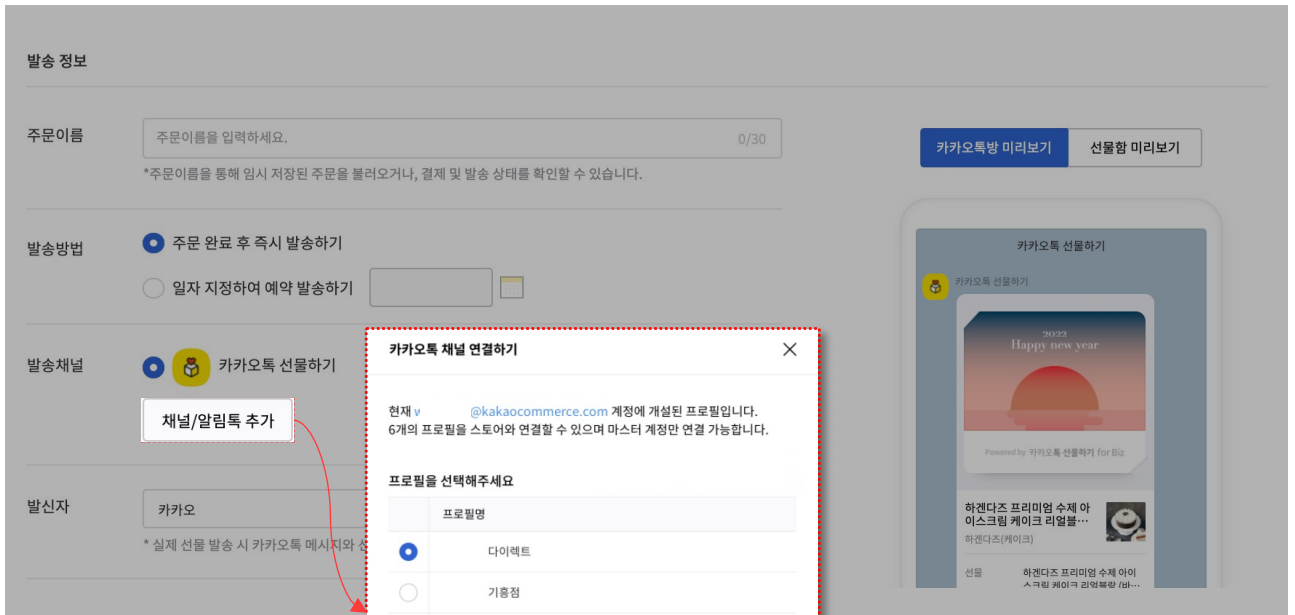 발송 정보
주문이름
주문이름을 입력하세요.
0/30
*주문이름을 통해 임시 저장된 주문을 불러오거나, 결제 및 발송 상태를 확인할 수 있습니다.
발송방법
주문 완료 후 즉시 발송하기
일자 지정하여 예약 발송하기
발송채널
카카오톡 선물하기
채널/알림톡 추가
발신자
카카오
* 실제 선물 발송 시 카카오톡 메시지와
카카오톡 채널 연결하기
현재 v @kakaocommerce.com 계정에 개설된 프로필입니다.
6개의 프로필을 스토어와 연결할 수 있으며 마스터 계정만 연결 가능합니다.
프로필을 선택해주세요
프로필명
다이렉트
기흥점
카카오톡방 미리보기
선물함 미리보기
카카오톡 선물하기
카카오톡 선물하기
2022
Happy new year
Powered by 카카오톡 선물하기 for Biz
하겐다즈 프리미엄 수제 아
이스크림 케이크 리얼블…
하겐다즈(케이크)
선물
하겐다즈 프리미엄 수제 아이
스크림 케이크 리얼블랑 (바…